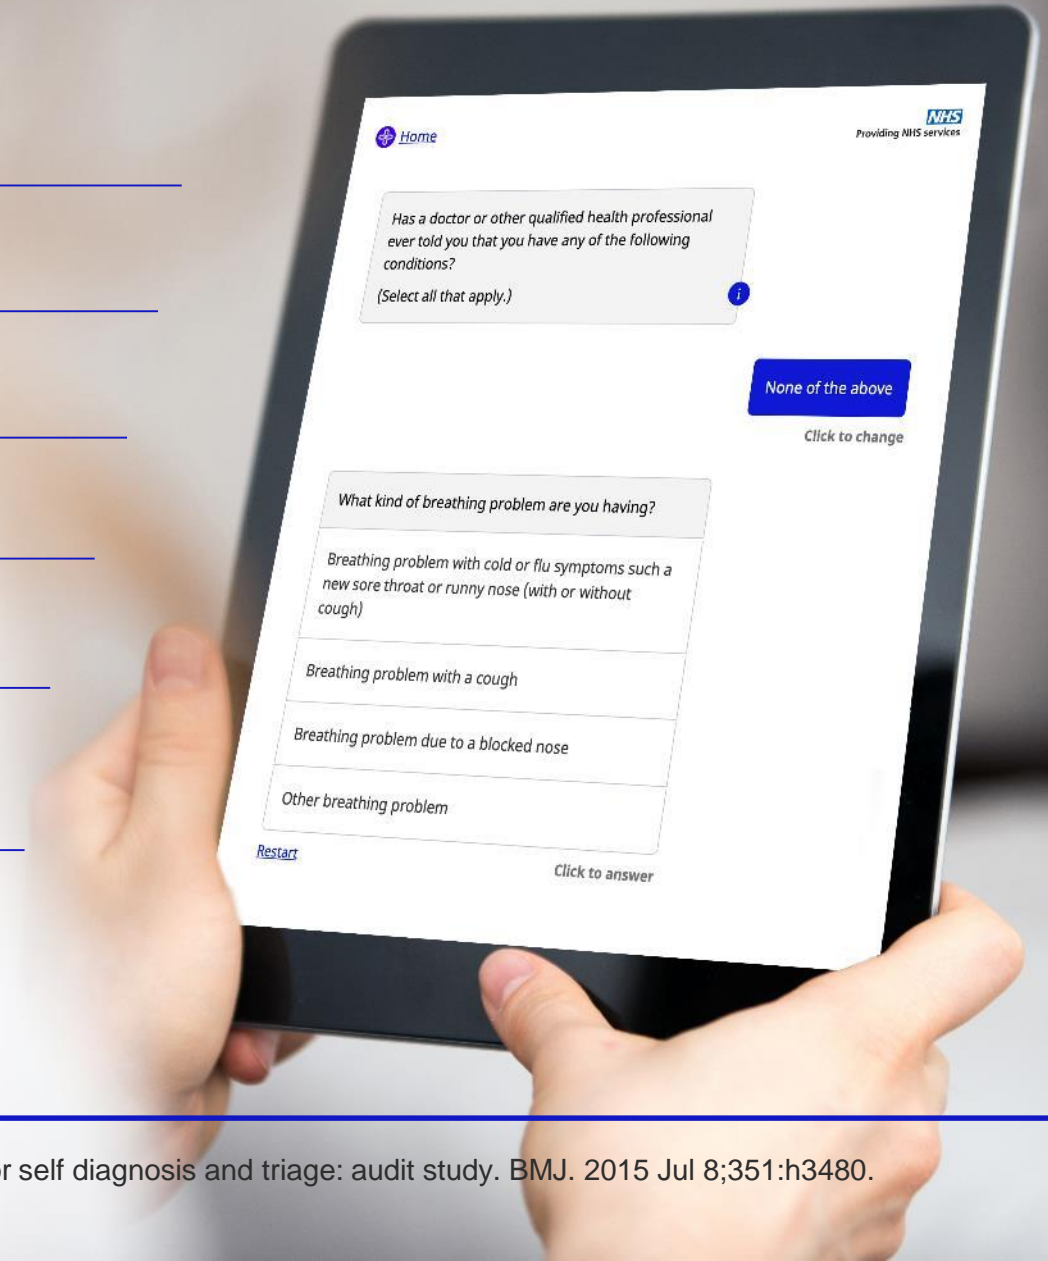 Home
NHS
Providing NHS services
Has a doctor or other qualified health professional
ever told you that you have any of the following
conditions?
(Select all that apply.)
i
None of the above
Click to change
What kind of breathing problem are you having?
Breathing problem with cold or flu symptoms such a
new sore throat or runny nose (with or without
cough)
Breathing problem with a cough
Breathing problem due to a blocked nose
Other breathing problem
Restart
Click to answer
self diagnosis and triage: audit study. BMJ. 2015 Jul 8;351:h3480.